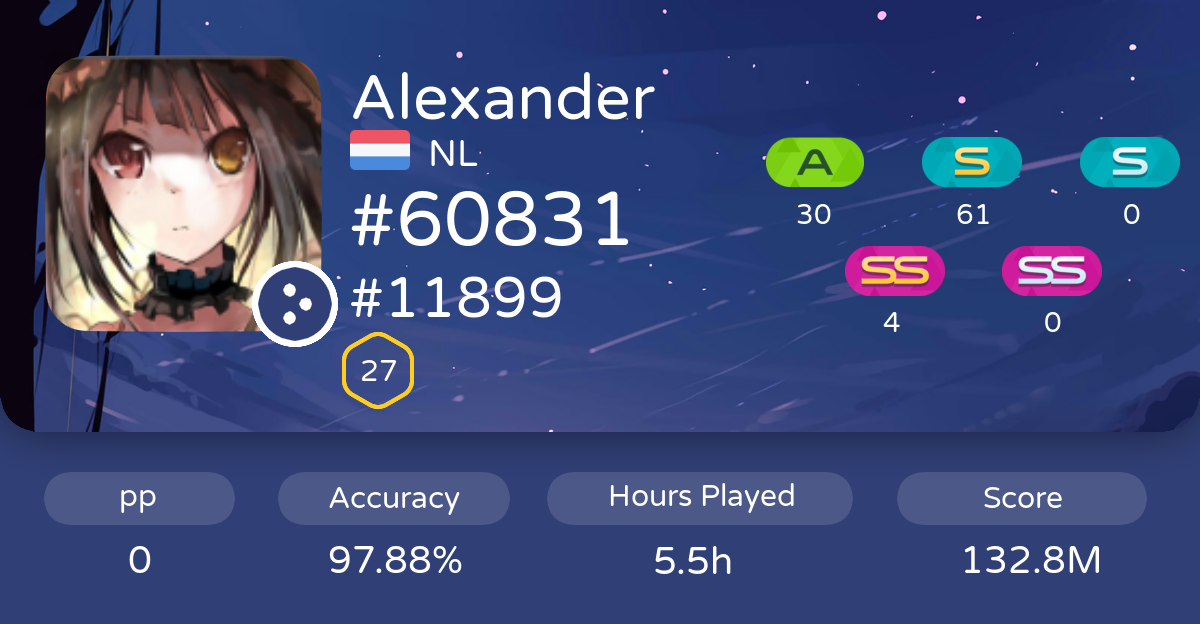 Alexander
NL
#60831
#11899
27
A S S
30 61 0
SS SS
4 0
pp Accuracy Hours Played Score
0 97.88% 5.5h 132.8M